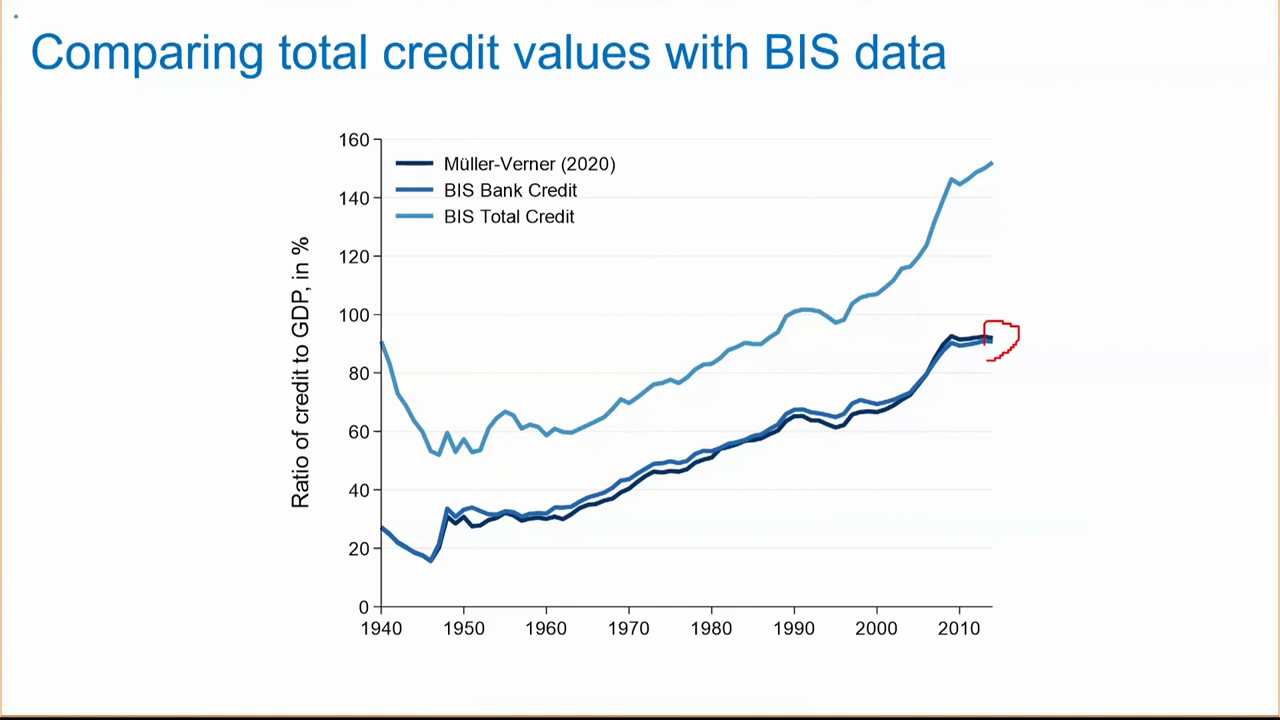 Comparing total credit values with BIS data
Müller-Verner (2020)
BIS Bank Credit
BIS Total Credit
Ratio of credit to GDP, in %
160
140
120
100
80
60
40
20
0
1940 1950 1960 1970 1980 1990 2000 2010